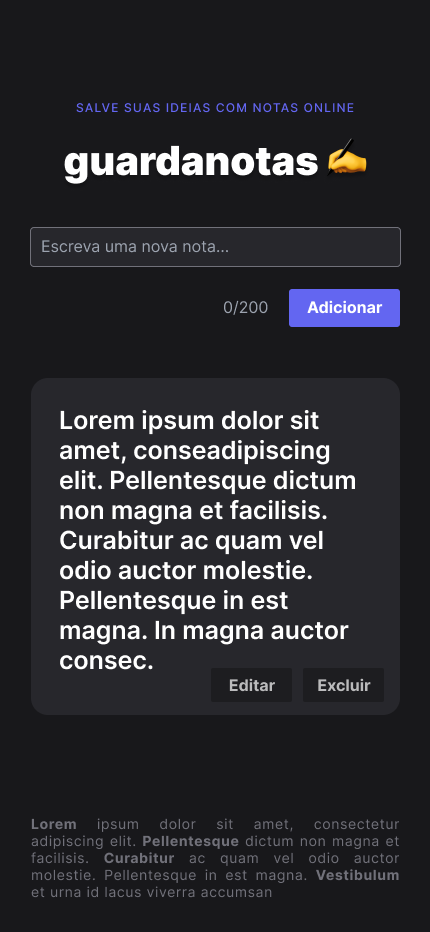 SALVE SUAS IDEIAS COM NOTAS ONLINE
guardanotas ✍️
Escreva uma nova nota...
0/200 Adicionar
Lorem ipsum dolor sit
amet, conseadipiscing
elit. Pellentesque dictum
non magna et facilisis.
Curabitur ac quam vel
odio auctor molestie.
Pellentesque in est
magna. In magna auctor
consec.
Editar Excluir
Lorem ipsum dolor sit amet, consectetur
adipiscing elit. Pellentesque dictum non magna et
facilisis. Curabitur ac quam vel odio auctor
molestie. Pellentesque in est magna. Vestibulum
et urna id lacus viverra accumsan